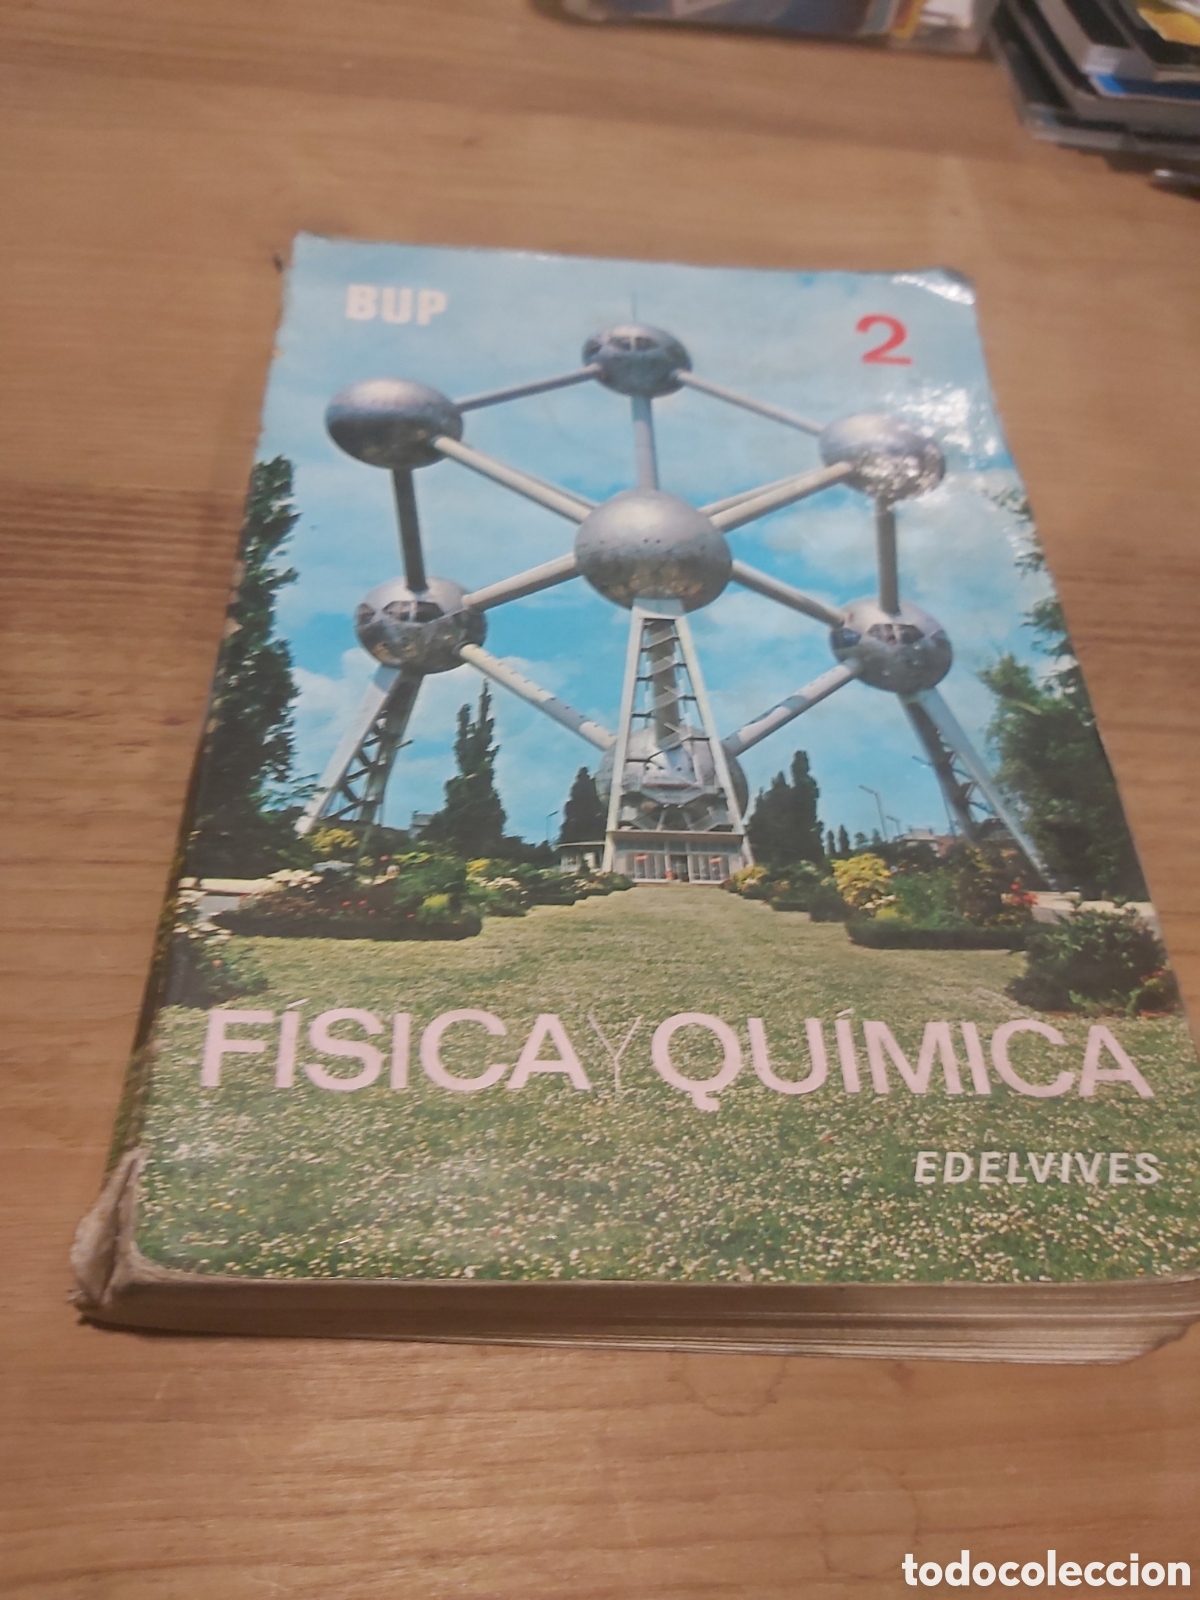 BUP
2
FÍSICA Y QUÍMICA
EDELVIVES
todocoleccion